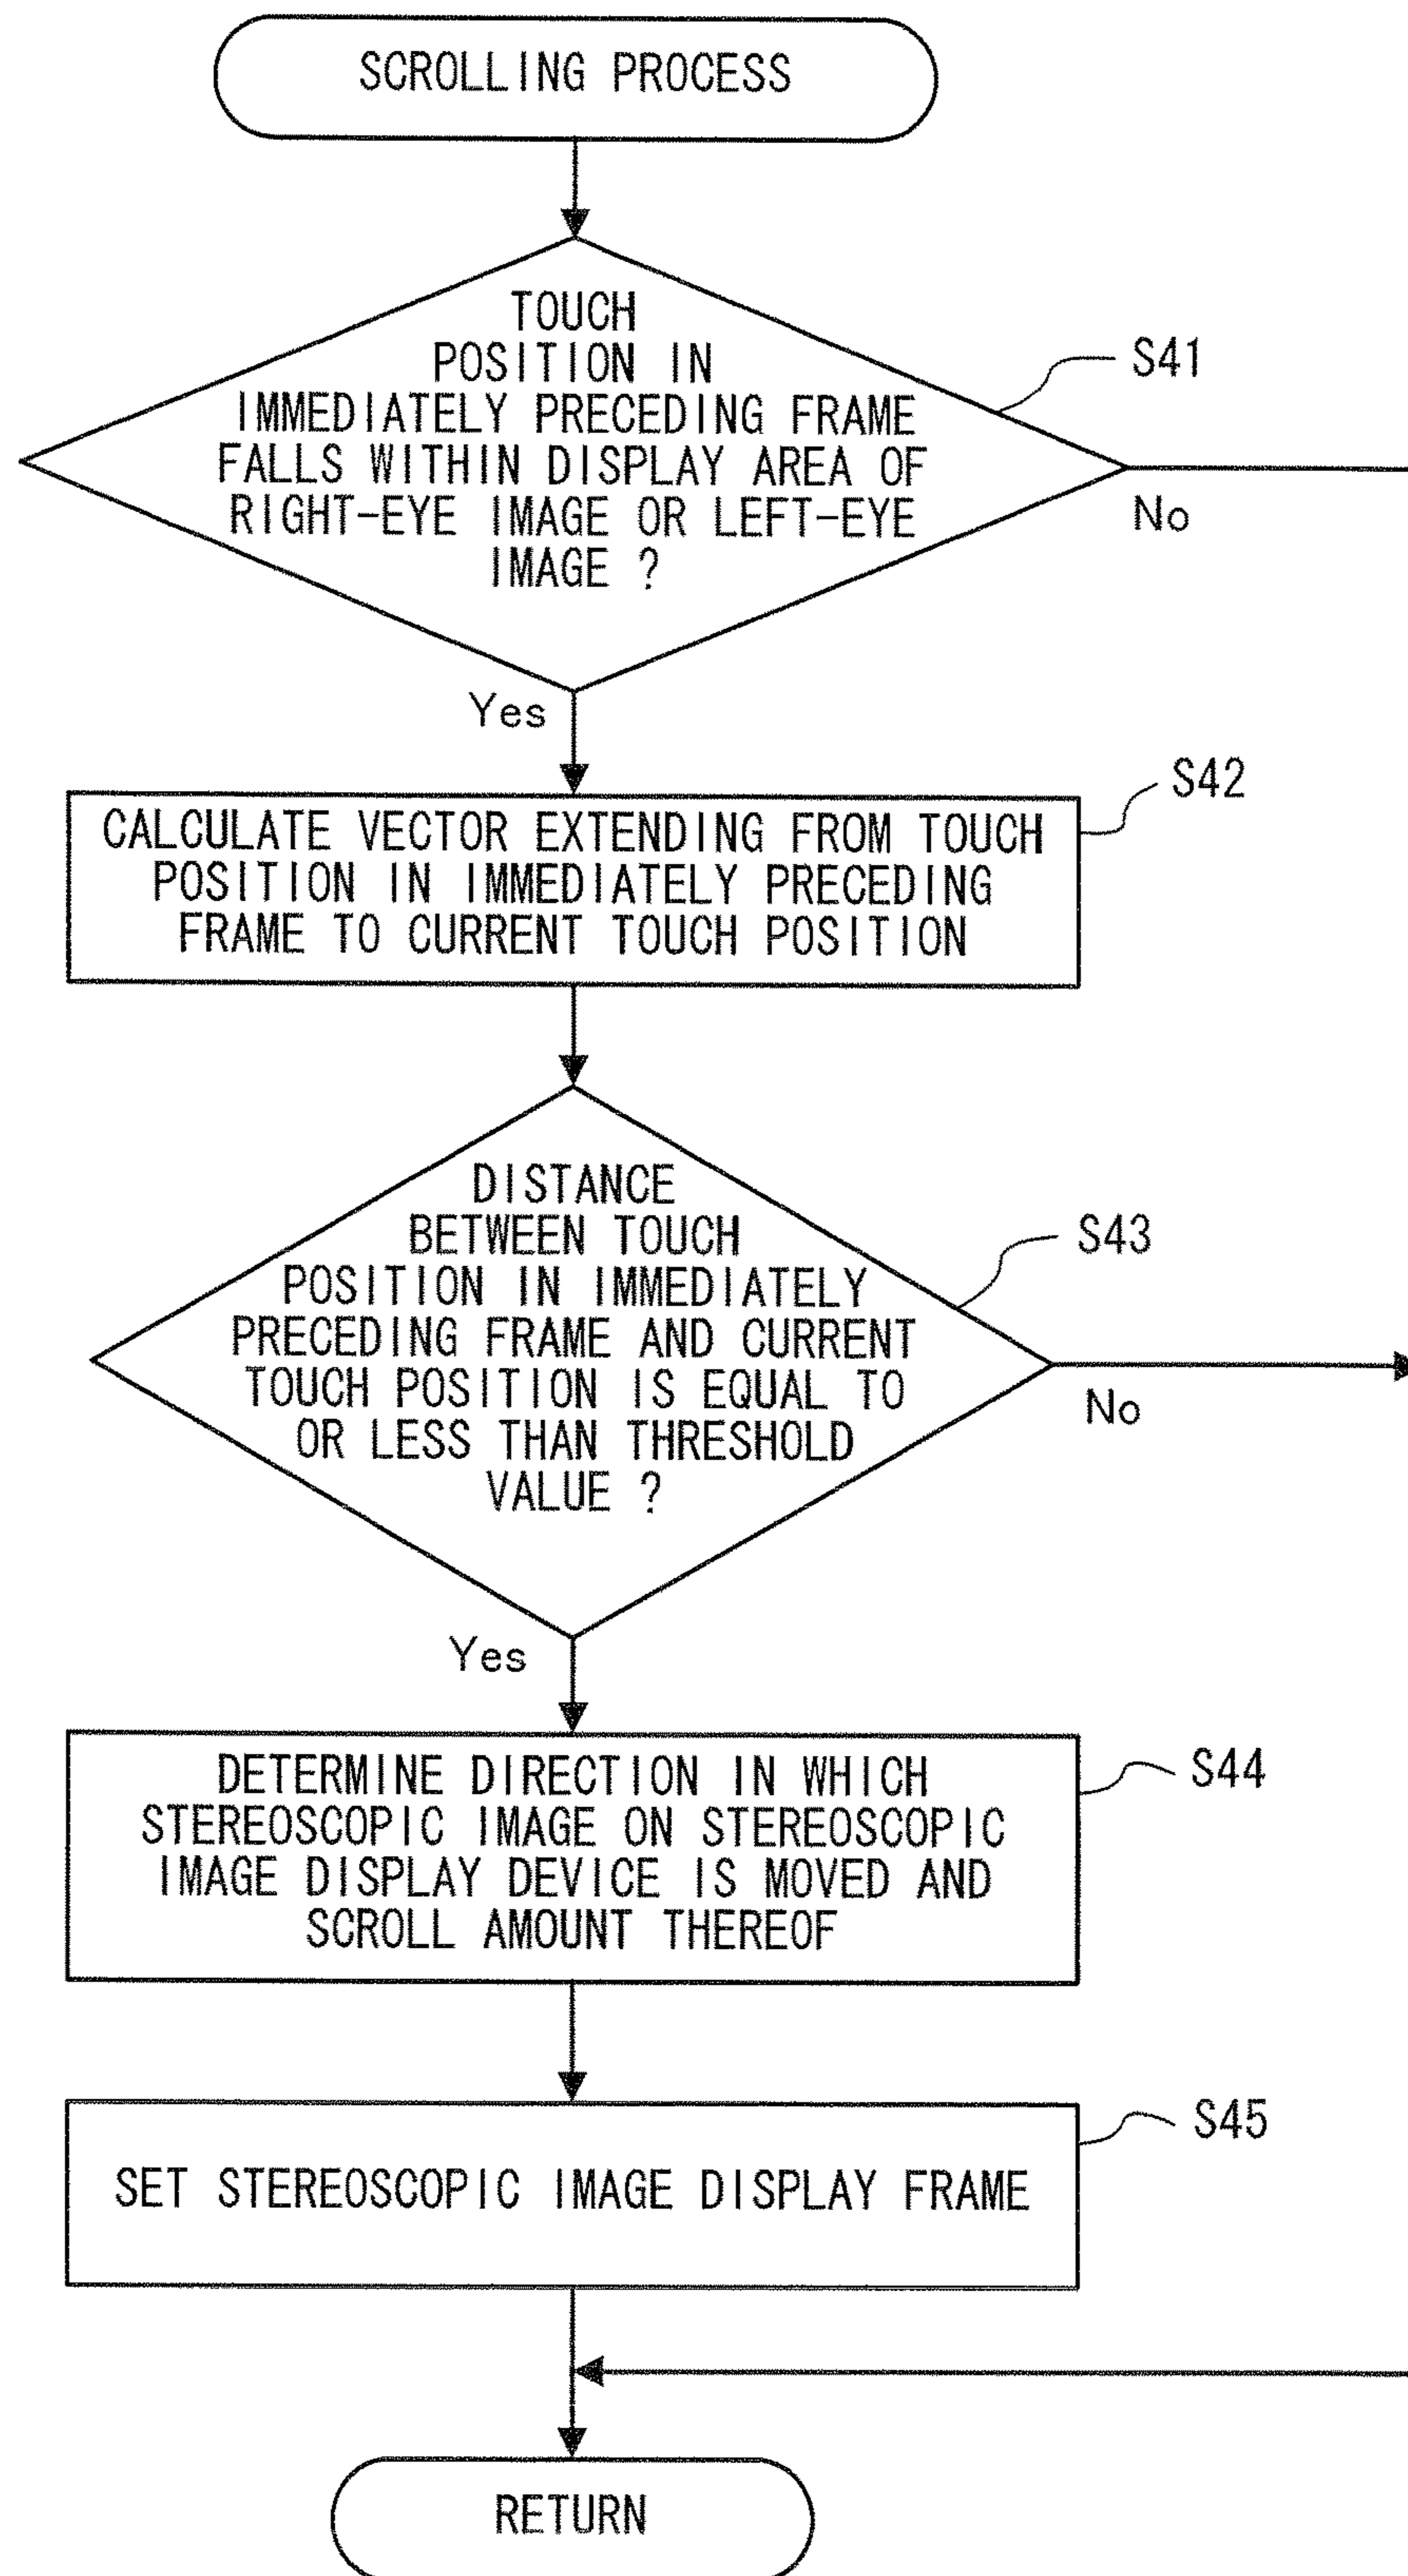 SCROLLING PROCESS
TOUCH
POSITION IN
IMMEDIATELY PRECEDING FRAME
FALLS WITHIN DISPLAY AREA OF
RIGHT-EYE IMAGE OR LEFT-EYE
IMAGE ?
S41
No
Yes
S42
CALCULATE VECTOR EXTENDING FROM TOUCH
POSITION IN IMMEDIATELY PRECEDING
FRAME TO CURRENT TOUCH POSITION
DISTANCE
BETWEEN TOUCH
POSITION IN IMMEDIATELY
PRECEDING FRAME AND CURRENT
TOUCH POSITION IS EQUAL TO
OR LESS THAN THRESHOLD
VALUE ?
S43
No
Yes
S44
DETERMINE DIRECTION IN WHICH
STEREOSCOPIC IMAGE ON STEREOSCOPIC
IMAGE DISPLAY DEVICE IS MOVED AND
SCROLL AMOUNT THEREOF
S45
SET STEREOSCOPIC IMAGE DISPLAY FRAME
RETURN